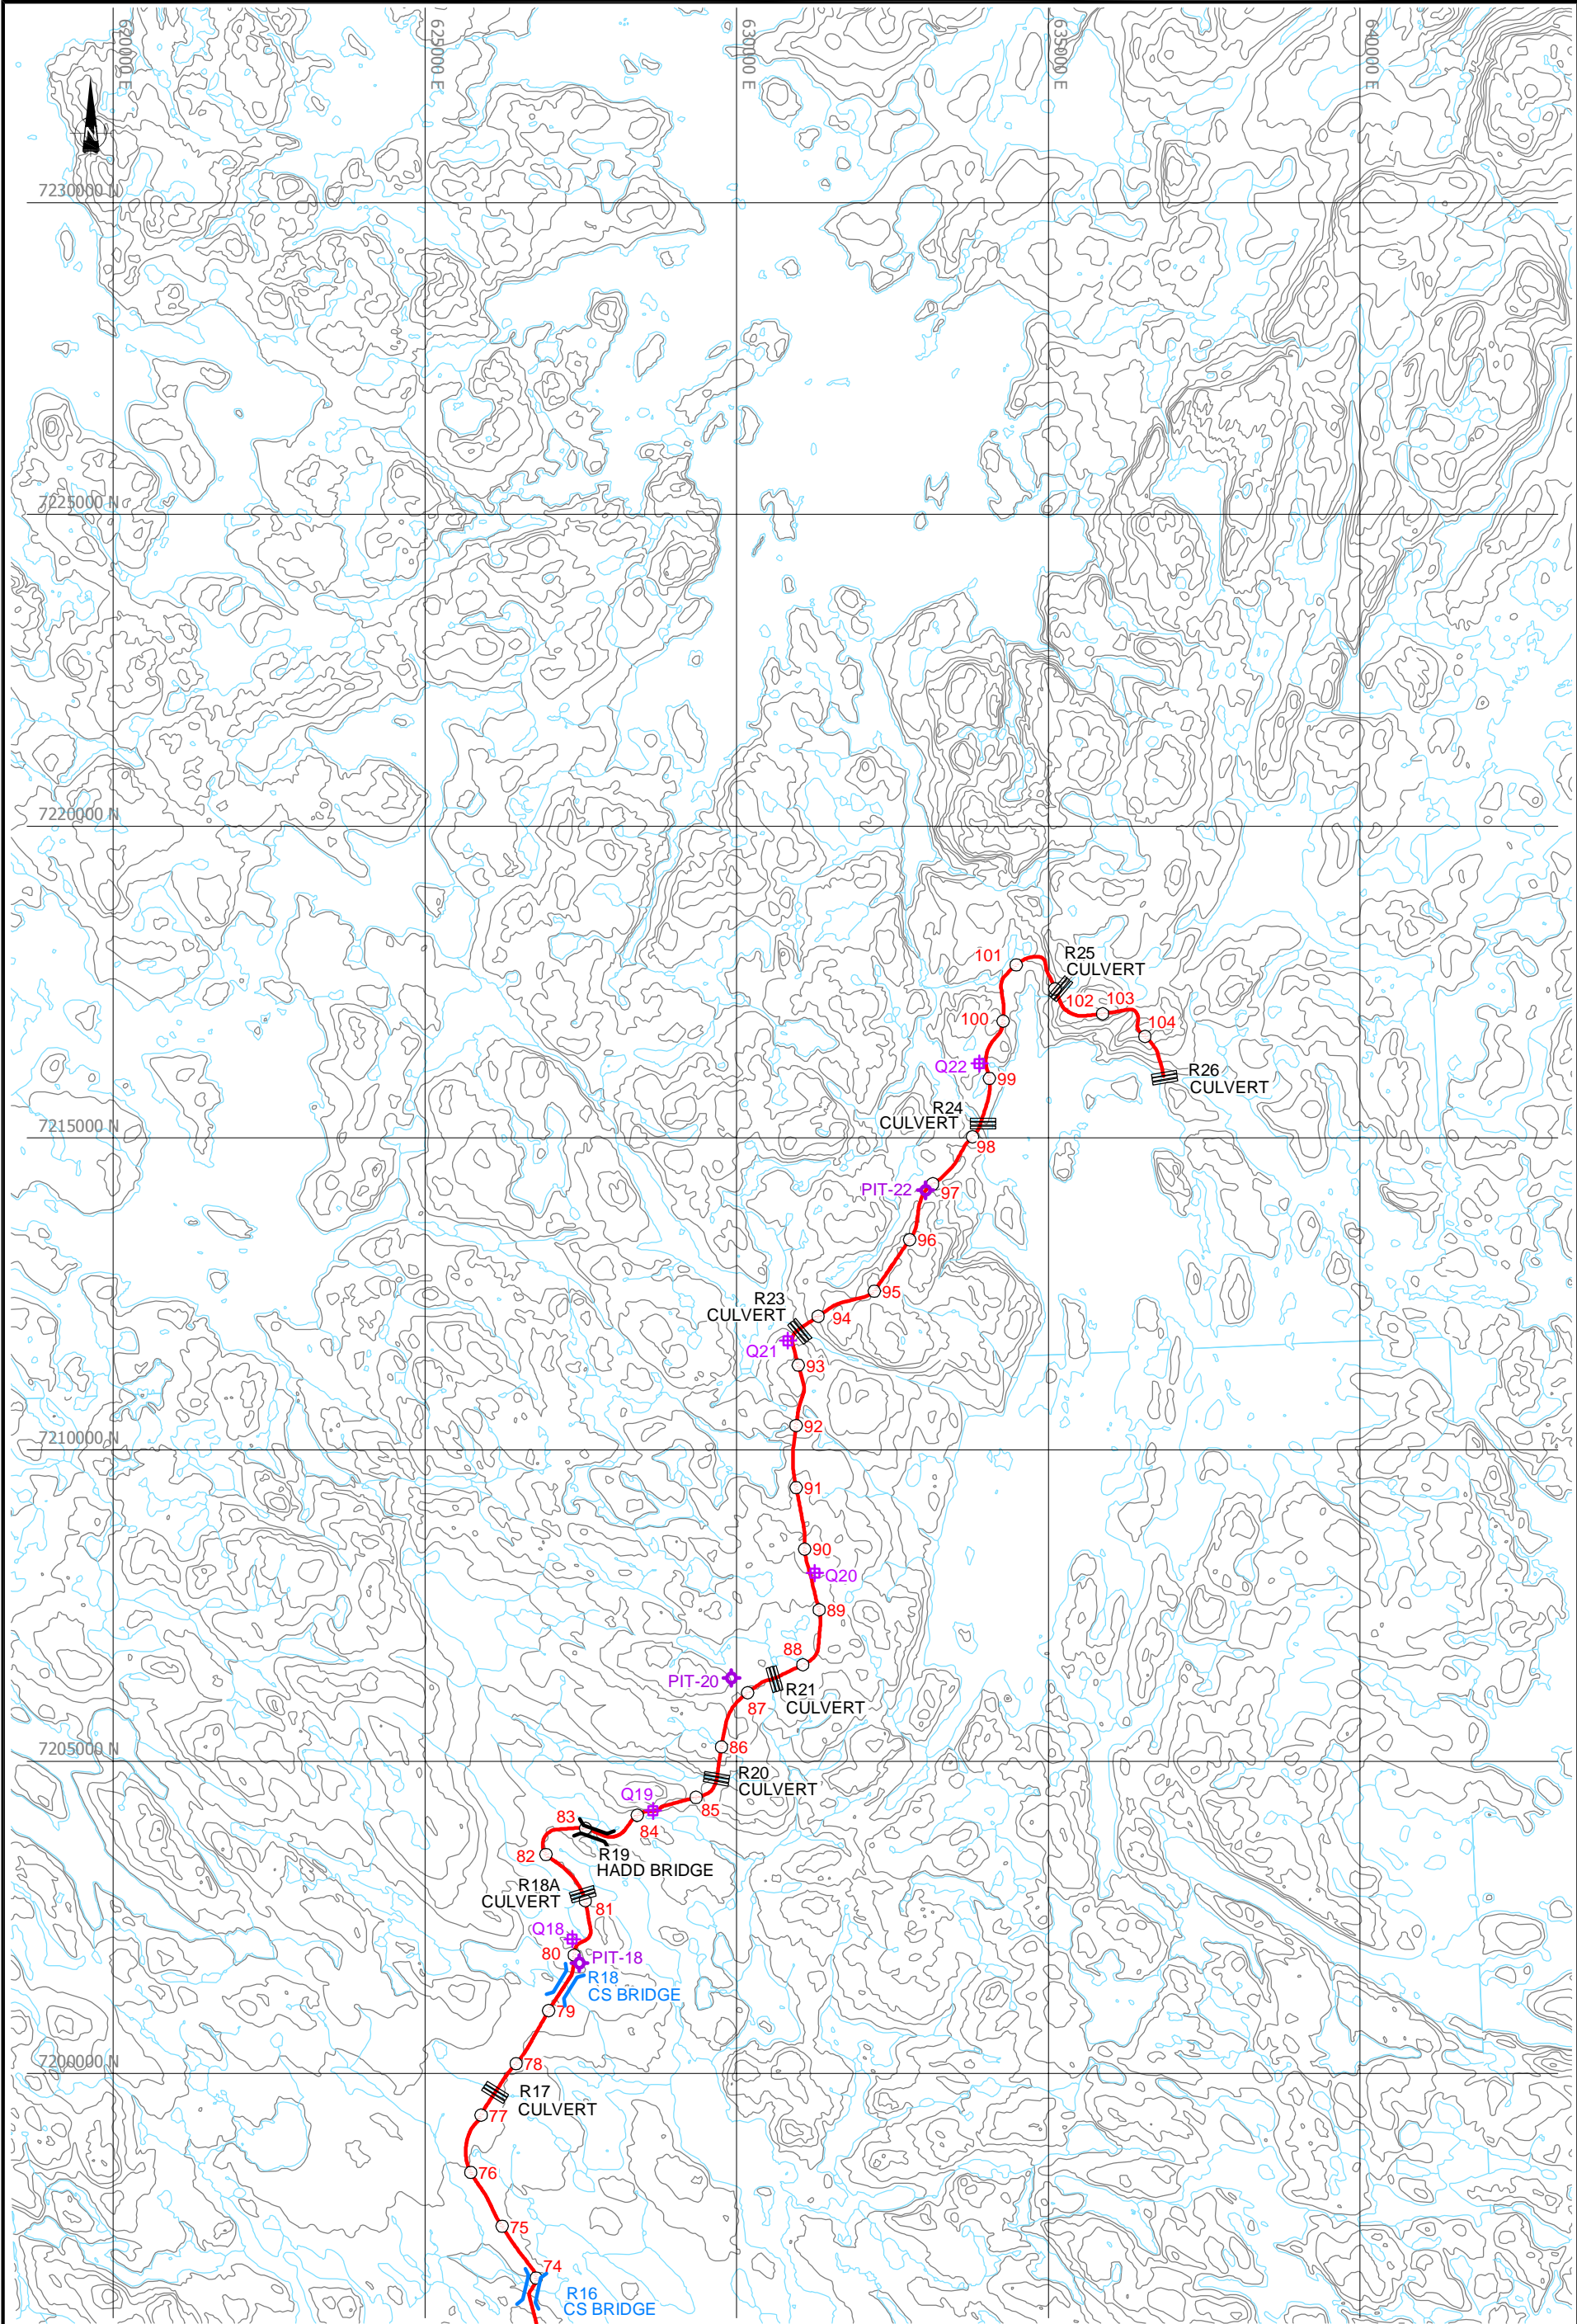 620000 E
625000 E
630000 E
635000 E
640000 E
N
7230000 N
7225000 N
7220000 N
101
R25
CULVERT
102
103
100
104
Q22
R26
CULVERT
99
R24
CULVERT
7215000 N
98
PIT-22
97
96
95
R23
CULVERT
94
Q21
93
92
7210000 N
91
90
Q20
89
88
PIT-20
R21
CULVERT
87
86
7205000 N
R20
CULVERT
Q19
85
83
84
82
R19
HADD BRIDGE
R18A
CULVERT
81
Q18
80
PIT-18
R18
CS BRIDGE
79
7200000 N
78
R17
CULVERT
77
76
75
74
R16
CS BRIDGE